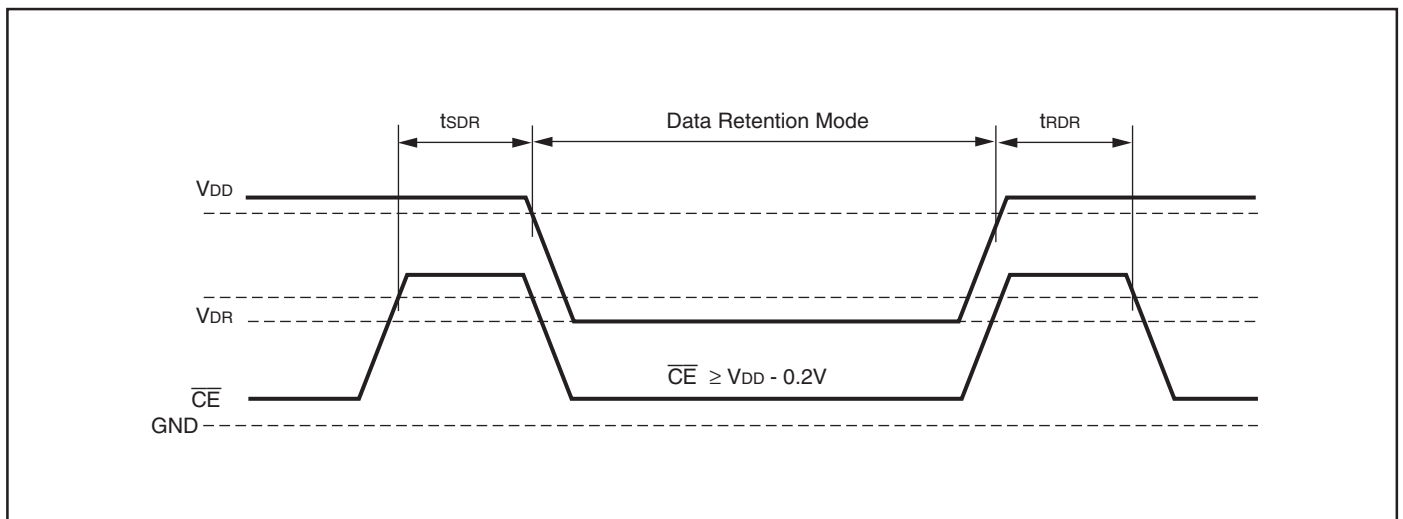 tSDR
Data Retention Mode
tRDR
VDD
VDR
CE ≥ VDD - 0.2V
CE
GND